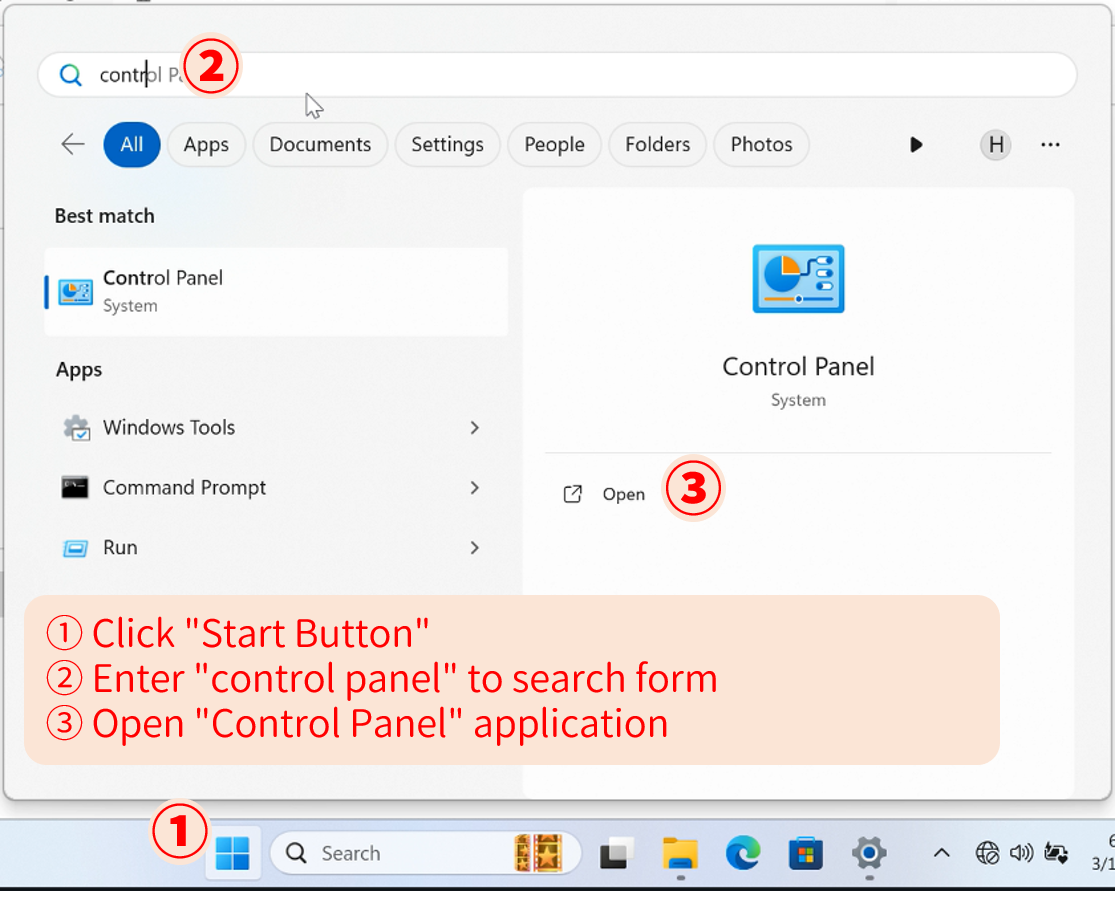 control P
②
All Apps Documents Settings People Folders Photos H ...
Best match
Control Panel
System
Apps
Windows Tools
Command Prompt
Run
Control Panel
System
Open ③
① Click "Start Button"
② Enter "control panel" to search form
③ Open "Control Panel" application
①
Search
6
3/1